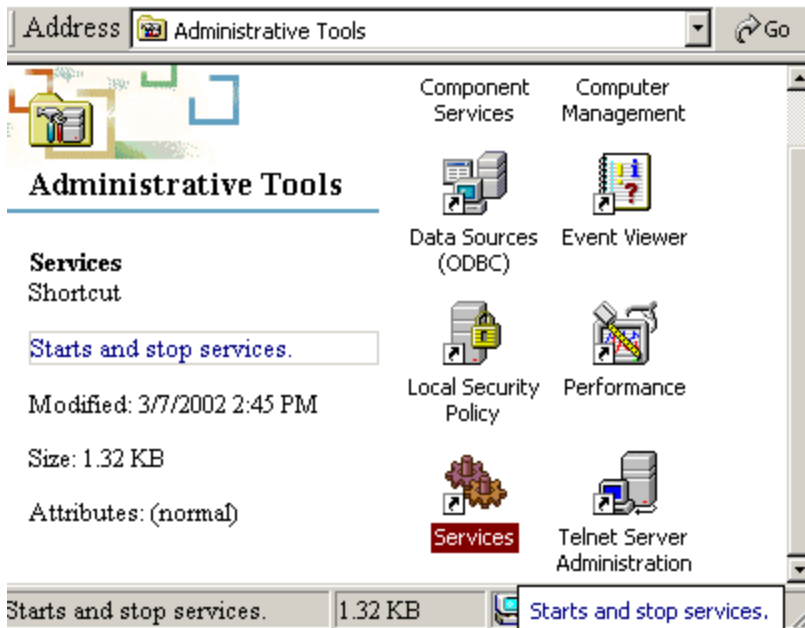 Address Administrative Tools Go
Administrative Tools
Services
Shortcut
Starts and stop services.
Modified: 3/7/2002 2:45 PM
Size: 1.32 KB
Attributes: (normal)
Component
Services
Computer
Management
Data Sources
(ODBC)
Event Viewer
Local Security
Policy
Performance
Services
Telnet Server
Administration
Starts and stop services. 1.32 KB
Starts and stop services.